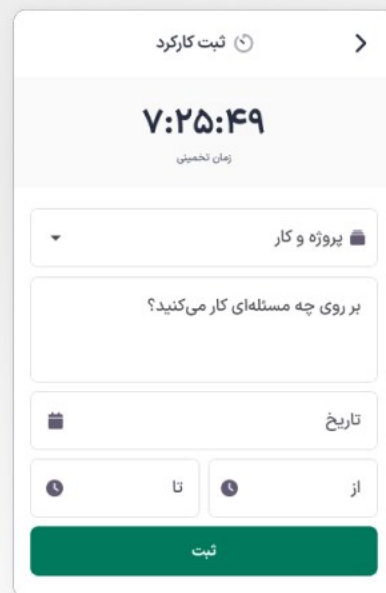 ثبت کارکرد
۷:۲۵:۴۹
زمان تخمینی
پروژه و کار
بر روی چه مسئله‌ای کار می‌کنید؟
تاریخ
از
تا
ثبت